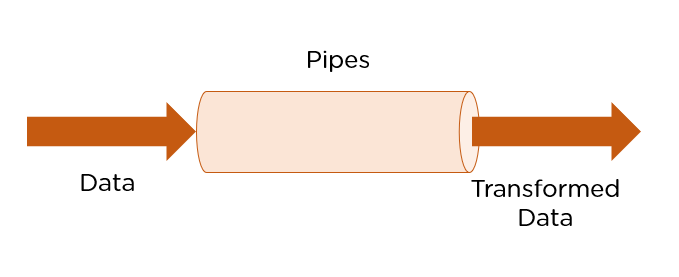 Pipes
Data
Transformed
Data